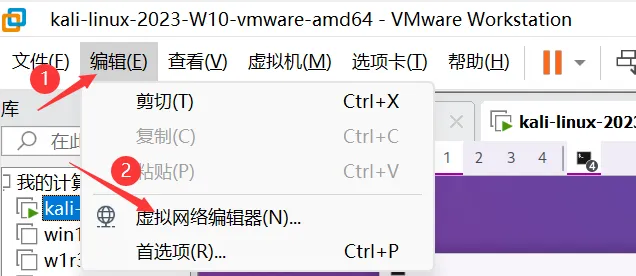 kali-linux-2023-W10-vmware-amd64 - VMware Workstation
文件(F) 编辑(E) 查看(V) 虚拟机(M) 选项卡(T) 帮助(H)
1
库
剪切(T) Ctrl+X
kali-linux-2023
在此
复制(C) Ctrl+C
1 2 3 4 4
2
粘贴(P) Ctrl+V
我的计算
kali-
虚拟网络编辑器(N)...
win1
首选项(R)... Ctrl+P
w1r3